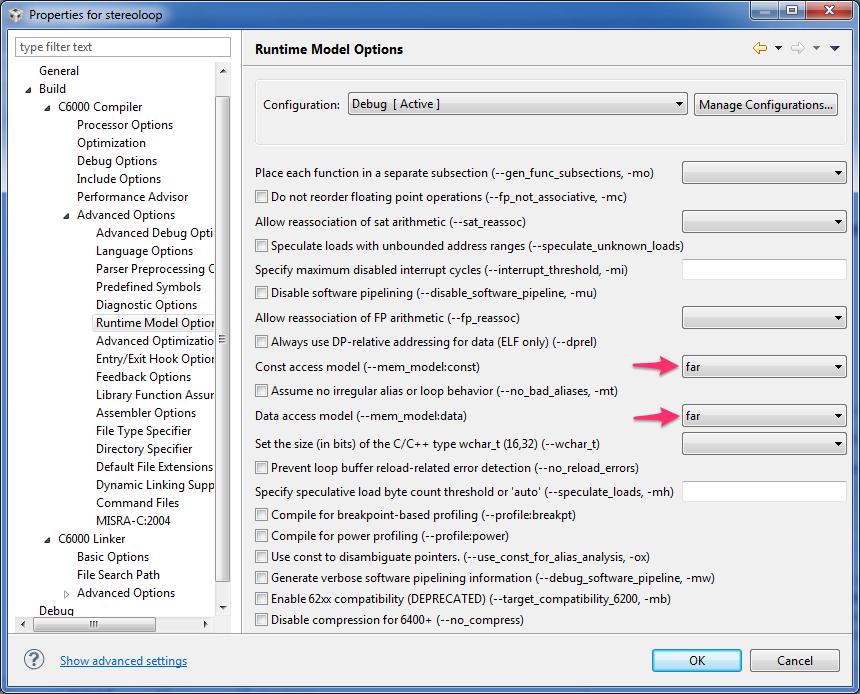 Properties for stereoloop
type filter text
General
Build
C6000 Compiler
Processor Options
Optimization
Debug Options
Include Options
Performance Advisor
Advanced Options
Advanced Debug Opti
Language Options
Parser Preprocessing C
Predefined Symbols
Diagnostic Options
Runtime Model Option
Advanced Optimizatio
Entry/Exit Hook Option
Feedback Options
Library Function Assur
Assembler Options
File Type Specifier
Directory Specifier
Default File Extensions
Dynamic Linking Supp
Command Files
MISRA-C:2004
C6000 Linker
Basic Options
File Search Path
Advanced Options
Debug
Runtime Model Options
Configuration: Debug [ Active ] Manage Configurations...
Place each function in a separate subsection (--gen_func_subsections, -mo)
Do not reorder floating point operations (--fp_not_associative, -mc)
Allow reassociation of sat arithmetic (--sat_reassoc)
Speculate loads with unbounded address ranges (--speculate_unknown_loads)
Specify maximum disabled interrupt cycles (--interrupt_threshold, -mi)
Disable software pipelining (--disable_software_pipeline, -mu)
Allow reassociation of FP arithmetic (--fp_reassoc)
Always use DP-relative addressing for data (ELF only) (--dprel)
Const access model (--mem_model:const) far
Assume no irregular alias or loop behavior (--no_bad_aliases, -mt)
Data access model (--mem_model:data) far
Set the size (in bits) of the C/C++ type wchar_t (16,32) (--wchar_t)
Prevent loop buffer reload-related error detection (--no_reload_errors)
Specify speculative load byte count threshold or 'auto' (--speculate_loads, -mh)
Compile for breakpoint-based profiling (--profile:breakpt)
Compile for power profiling (--profile:power)
Use const to disambiguate pointers. (--use_const_for_alias_analysis, -ox)
Generate verbose software pipelining information (--debug_software_pipeline, -mw)
Enable 62xx compatibility (DEPRECATED) (--target_compatibility_6200, -mb)
Disable compression for 6400+ (--no_compress)
? Show advanced settings OK Cancel